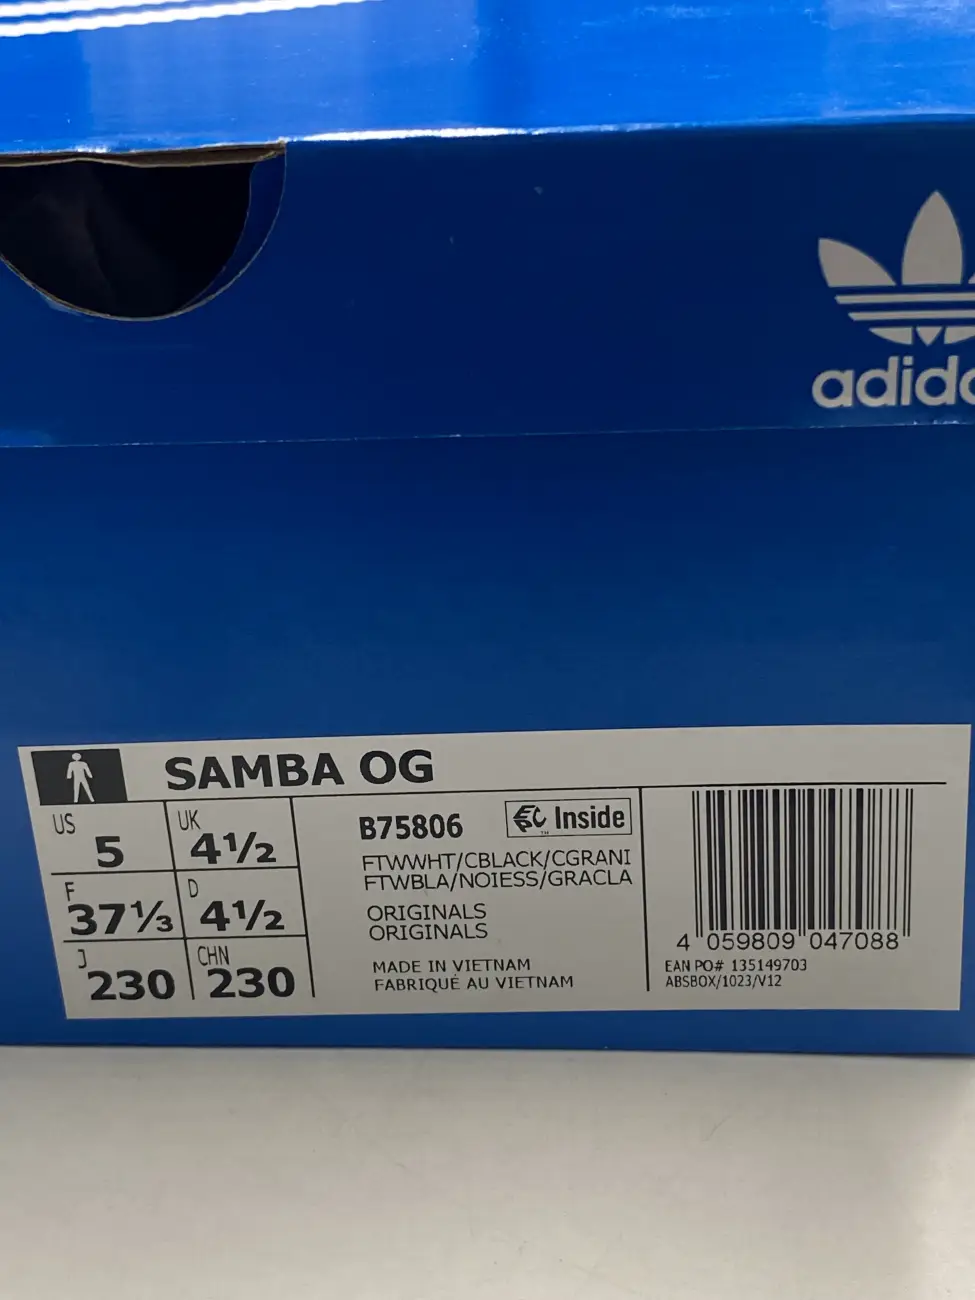 adida
SAMBA OG
US
5
UK
4½
F
37⅓
D
4½
J
230
CHN
230
B75806
EPC Inside
TM
FTWWHT/CBLACK/CGRANI
FTWBLA/NOIESS/GRACLA
ORIGINALS
ORIGINALS
MADE IN VIETNAM
FABRIQUÉ AU VIETNAM
4 059809 047088
EAN PO# 135149703
ABSBOX/1023/V12